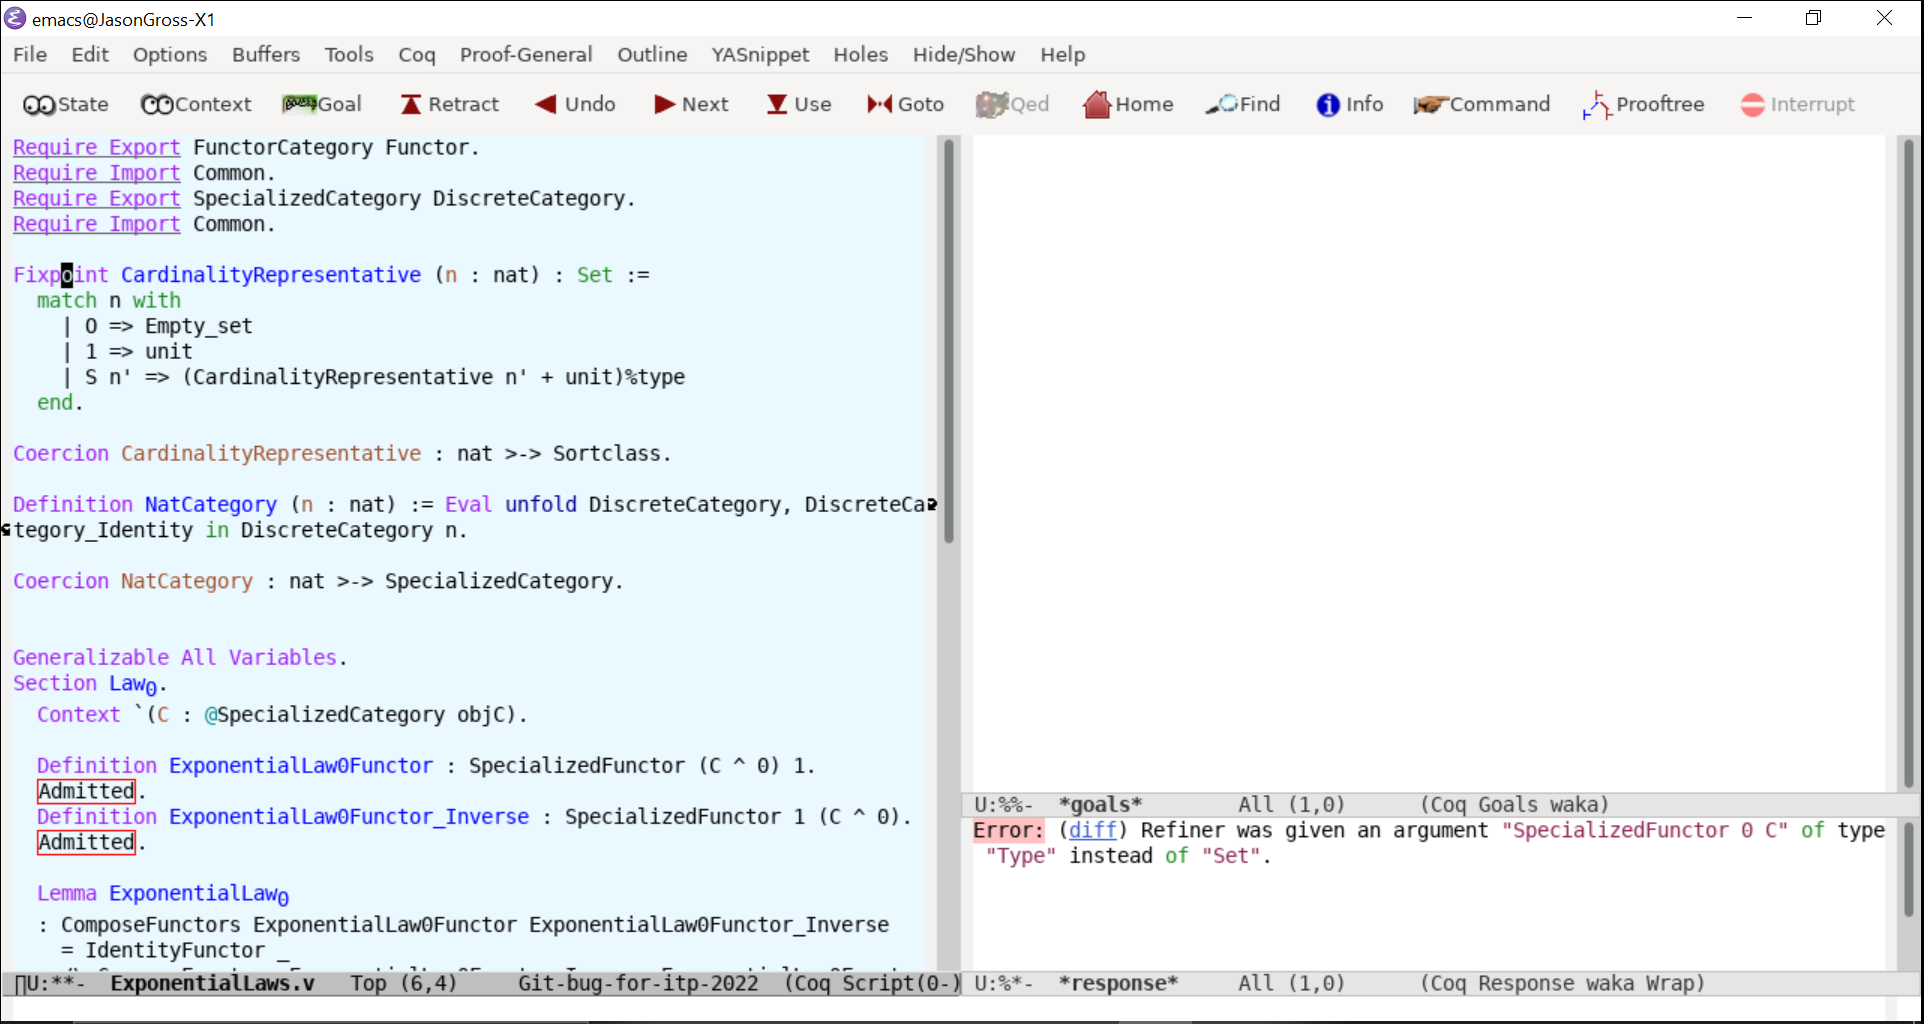 emacs@JasonGross-X1
File Edit Options Buffers Tools Coq Proof-General Outline YASnippet Holes Hide/Show Help
State Context Goal Retract Undo Next Use Goto Qed Home Find Info Command Prooftree Interrupt
Require Export FunctorCategory Functor.
Require Import Common.
Require Export SpecializedCategory DiscreteCategory.
Require Import Common.
Fixpoint CardinalityRepresentative (n : nat) : Set :=
match n with
| O => Empty_set
| 1 => unit
| S n' => (CardinalityRepresentative n' + unit)%type
end.
Coercion CardinalityRepresentative : nat >-> Sortclass.
Definition NatCategory (n : nat) := Eval unfold DiscreteCategory, DiscreteCa
tegory_Identity in DiscreteCategory n.
Coercion NatCategory : nat >-> SpecializedCategory.
Generalizable All Variables.
Section Law₀.
Context `(C : @SpecializedCategory objC).
Definition ExponentialLaw0Functor : SpecializedFunctor (C ^ 0) 1.
Admitted.
Definition ExponentialLaw0Functor_Inverse : SpecializedFunctor 1 (C ^ 0).
Admitted.
Lemma ExponentialLaw₀
: ComposeFunctors ExponentialLaw0Functor ExponentialLaw0Functor_Inverse
= IdentityFunctor _
U:**- ExponentialLaws.v Top (6,4) Git-bug-for-itp-2022 (Coq Script(0-)
U:%%- *goals* All (1,0) (Coq Goals waka)
Error: (diff) Refiner was given an argument "SpecializedFunctor 0 C" of type
"Type" instead of "Set".
U:%*- *response* All (1,0) (Coq Response waka Wrap)